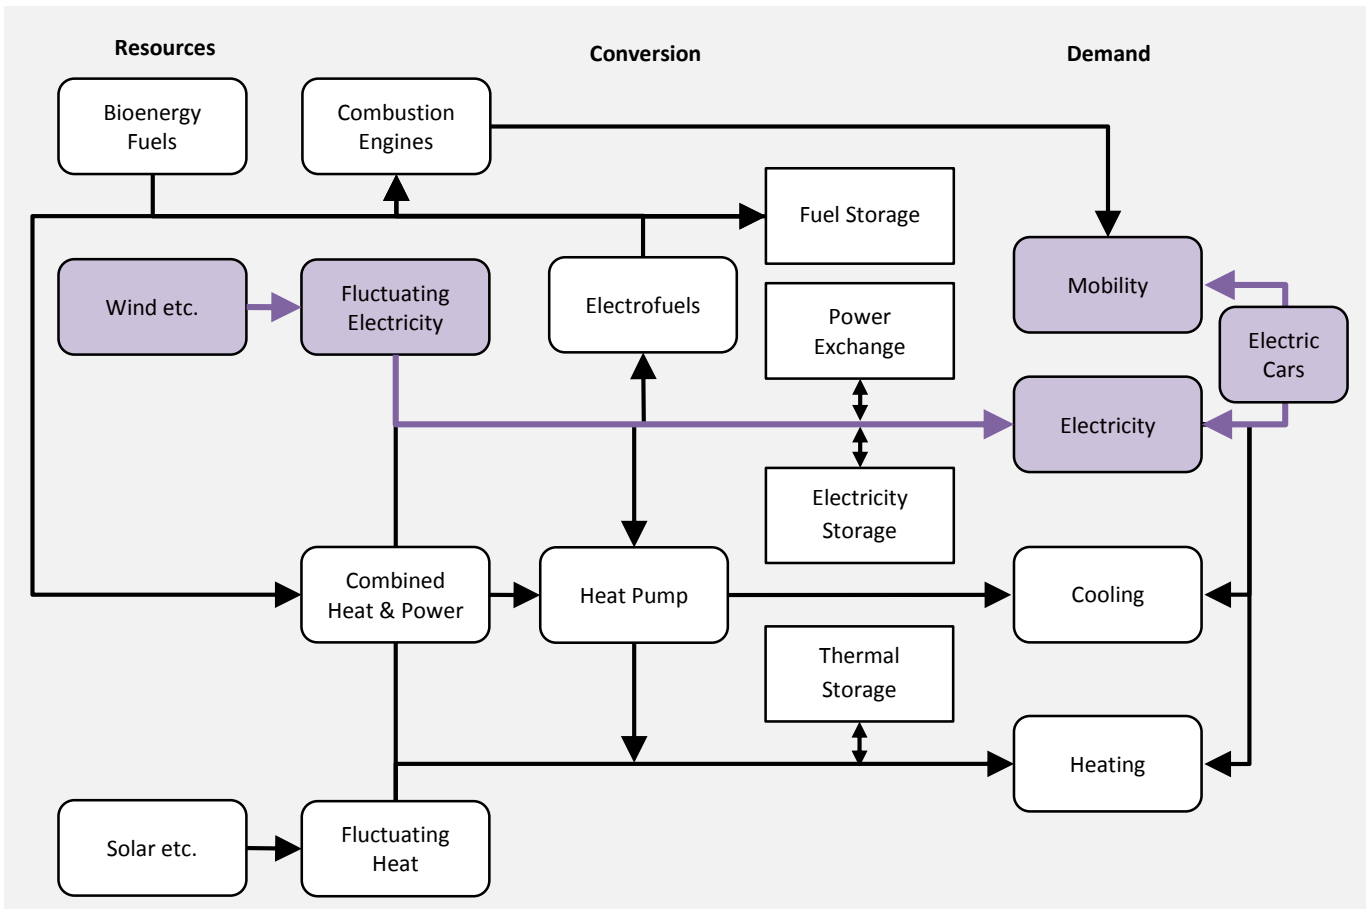 Resources
Conversion
Demand
Bioenergy
Fuels
Combustion
Engines
Fuel Storage
Wind etc.
Fluctuating
Electricity
Electrofuels
Power
Exchange
Mobility
Electric
Cars
Electricity
Electricity
Storage
Combined
Heat & Power
Heat Pump
Cooling
Thermal
Storage
Heating
Solar etc.
Fluctuating
Heat